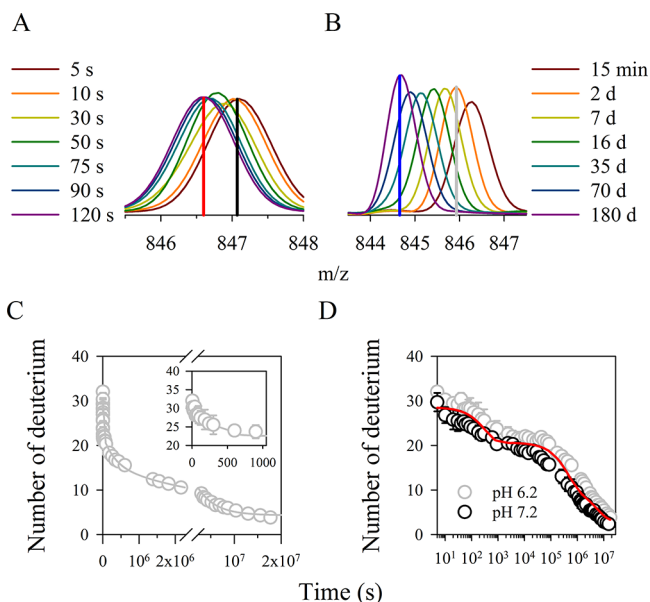 A
B
5 s
10 s
30 s
50 s
75 s
90 s
120 s
15 min
2 d
7 d
16 d
35 d
70 d
180 d
846 847 848
844 845 846 847
m/z
C
D
Number of deuterium
40
30
20
10
0
40
35
30
25
20
0 500 1000
0 10⁶ 2x10⁶ 10⁷ 2x10⁷
Number of deuterium
40
30
20
10
0
pH 6.2
pH 7.2
10¹ 10² 10³ 10⁴ 10⁵ 10⁶ 10⁷
Time (s)